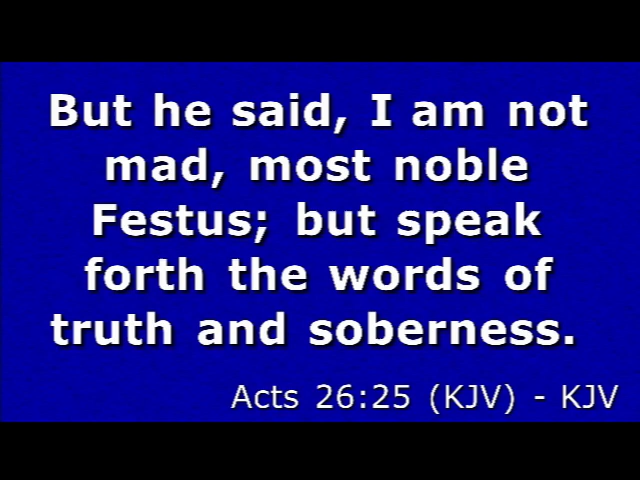 But he said, I am not
mad, most noble
Festus; but speak
forth the words of
truth and soberness.
Acts 26:25 (KJV) - KJV